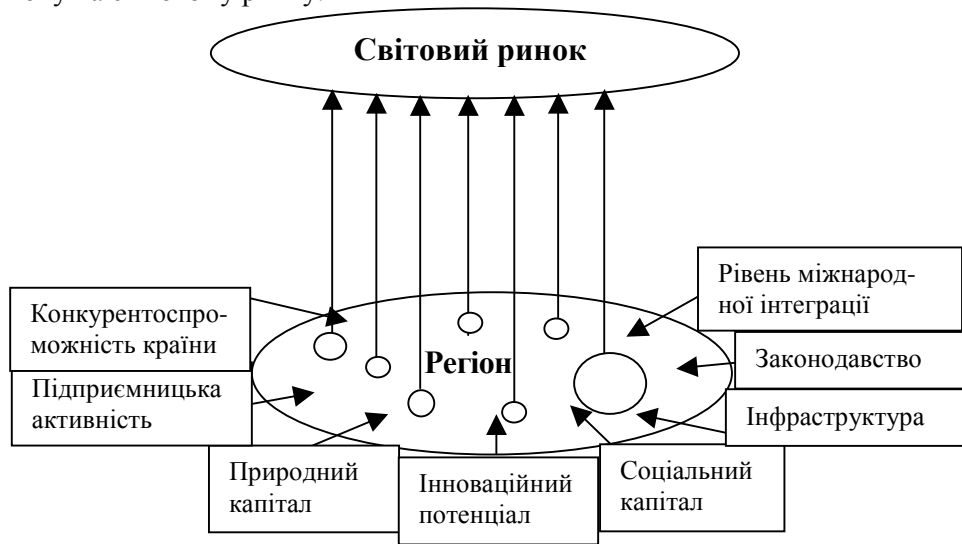 Світовий ринок
Рівень міжнарод-
ної інтеграції
Конкурентоспро-
можність країни
Регіон
Законодавство
Підприємницька
активність
Інфраструктура
Природний
капітал
Інноваційний
потенціал
Соціальний
капітал